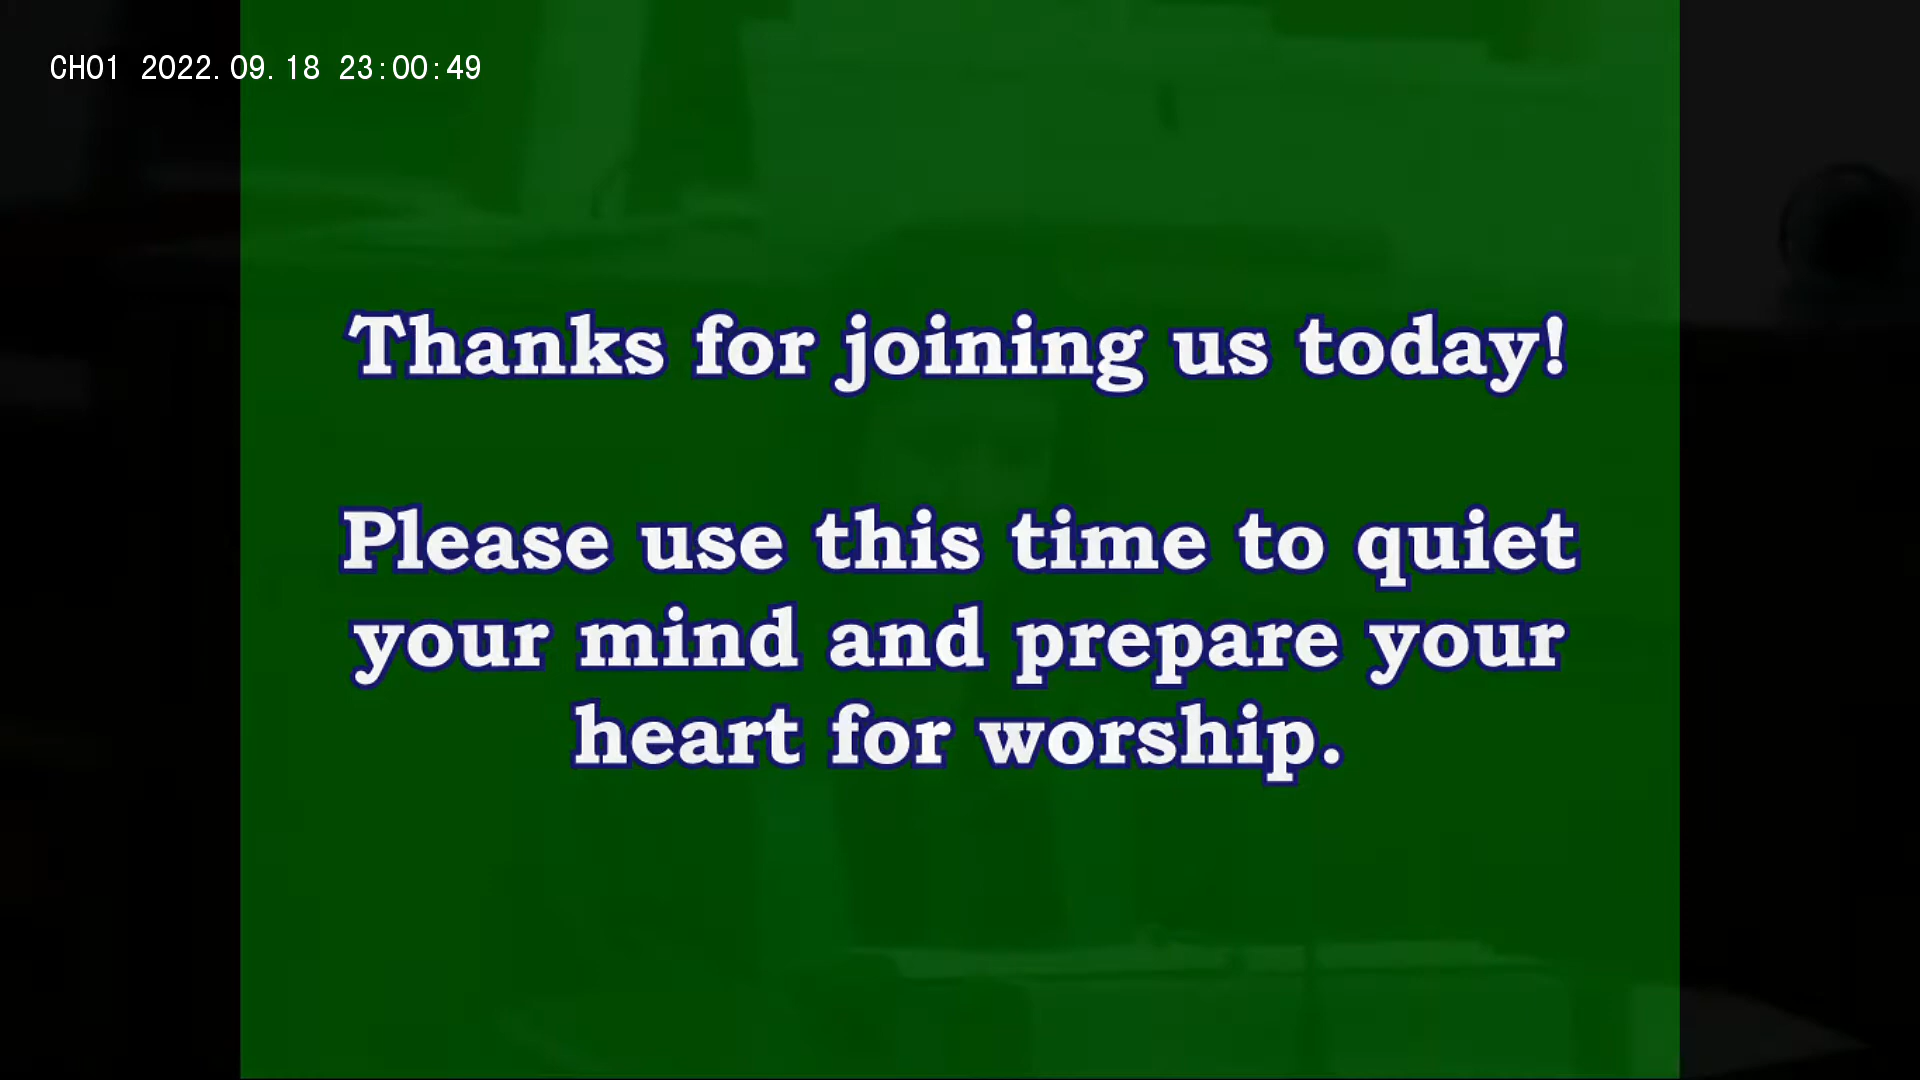 CH01 2022.09.18 23:00:49
Thanks for joining us today!
Please use this time to quiet
your mind and prepare your
heart for worship.